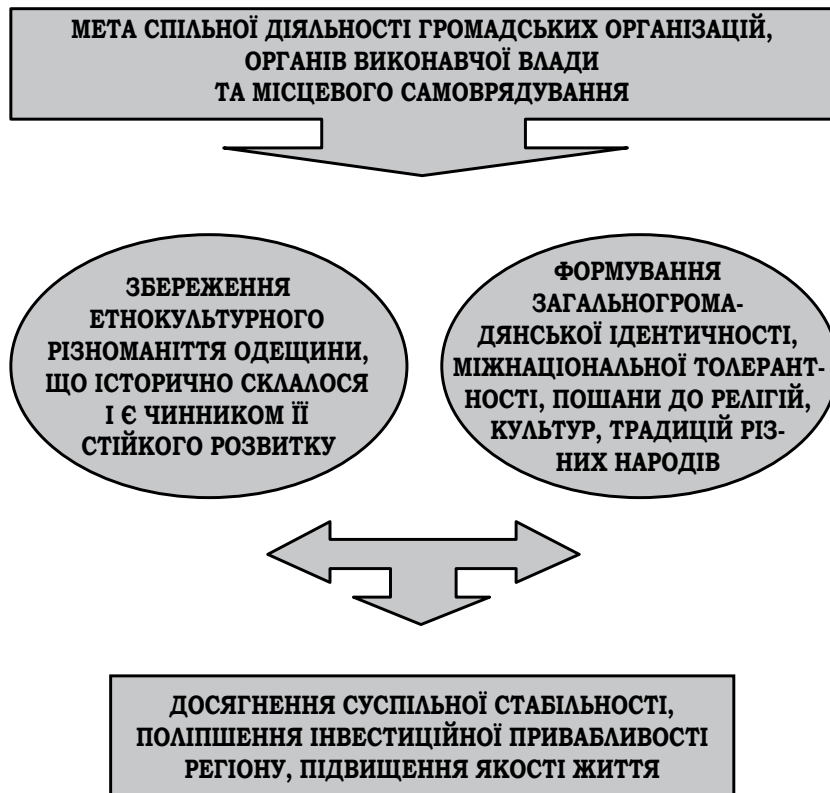 МЕТА СПІЛЬНОЇ ДІЯЛЬНОСТІ ГРОМАДСЬКИХ ОРГАНІЗАЦІЙ,
ОРГАНІВ ВИКОНАВЧОЇ ВЛАДИ
ТА МІСЦЕВОГО САМОВРЯДУВАННЯ
ЗБЕРЕЖЕННЯ
ЕТНОКУЛЬТУРНОГО
РІЗНОМАНІТТЯ ОДЕЩИНИ,
ЩО ІСТОРИЧНО СКЛАЛОСЯ
І Є ЧИННИКОМ ЇЇ
СТІЙКОГО РОЗВИТКУ
ФОРМУВАННЯ
ЗАГАЛЬНОГРОМА-
ДЯНСЬКОЇ ІДЕНТИЧНОСТІ,
МІЖНАЦІОНАЛЬНОЇ ТОЛЕРАНТ-
НОСТІ, ПОШАНИ ДО РЕЛІГІЙ,
КУЛЬТУР, ТРАДИЦІЙ РІЗ-
НИХ НАРОДІВ
ДОСЯГНЕННЯ СУСПІЛЬНОЇ СТАБІЛЬНОСТІ,
ПОЛІПШЕННЯ ІНВЕСТИЦІЙНОЇ ПРИВАБЛИВОСТІ
РЕГІОНУ, ПІДВИЩЕННЯ ЯКОСТІ ЖИТТЯ